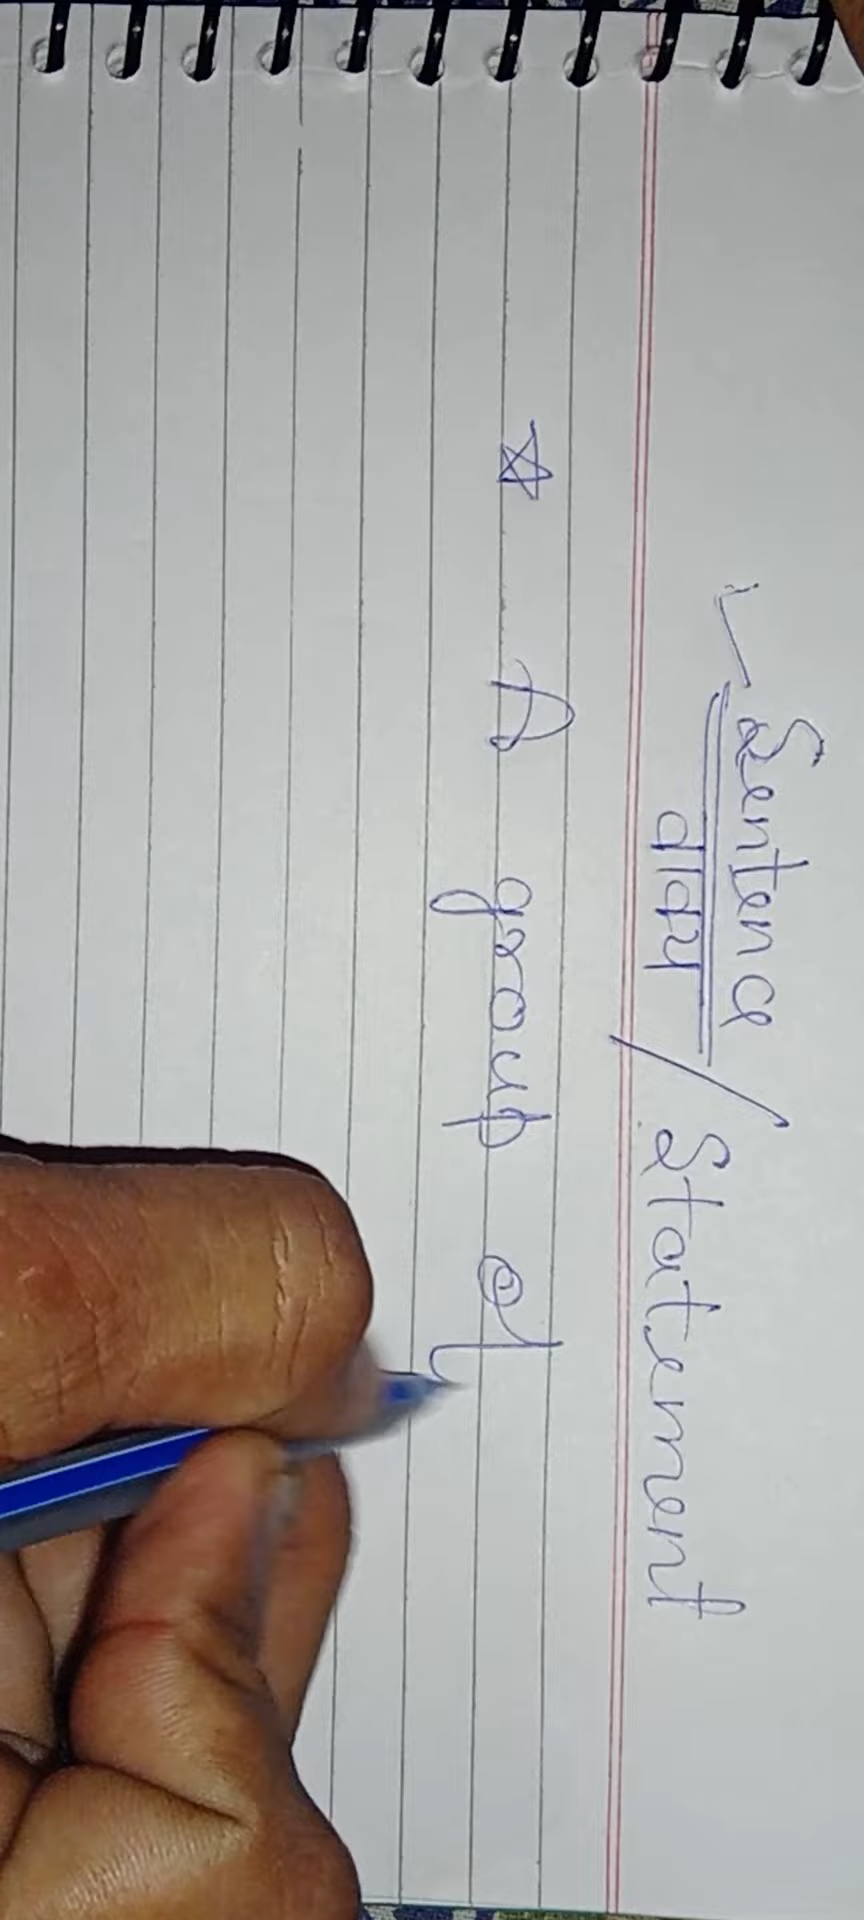 Sentence / Statement
वाक्य
☆ A group of